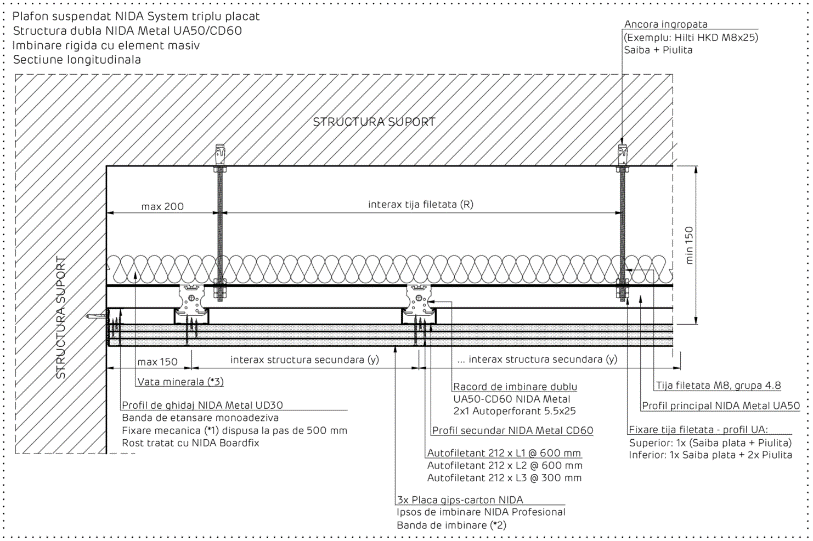 Plafon suspendat NIDA System triplu placat
Structura dubla NIDA Metal UA50/CD60
Imbinare rigida cu element masiv
Sectiune longitudinala
Ancora ingropata
(Exemplu: Hilti HKD M8x25)
Saiba + Piulita
STRUCTURA SUPORT
max 200
interax tija filetata (R)
min 150
STRUCTURA SUPORT
max 150
interax structura secundara (y)
... interax structura secundara (y)
Vata minerala (*3)
Profil de ghidaj NIDA Metal UD30
Banda de etansare monoadeziva
Fixare mecanica (*1) dispusa la pas de 500 mm
Rost tratat cu NIDA Boardfix
Racord de imbinare dublu
UA50-CD60 NIDA Metal
2x1 Autoperforant 5.5x25
Profil secundar NIDA Metal CD60
Autofiletant 212 x L1 @ 600 mm
Autofiletant 212 x L2 @ 600 mm
Autofiletant 212 x L3 @ 300 mm
3x Placa gips-carton NIDA
Ipsos de imbinare NIDA Profesional
Banda de imbinare (*2)
Tija filetata M8, grupa 4.8
Profil principal NIDA Metal UA50
Fixare tija filetata - profil UA:
Superior: 1x (Saiba plata + Piulita)
Inferior: 1x Saiba plata + 2x Piulita